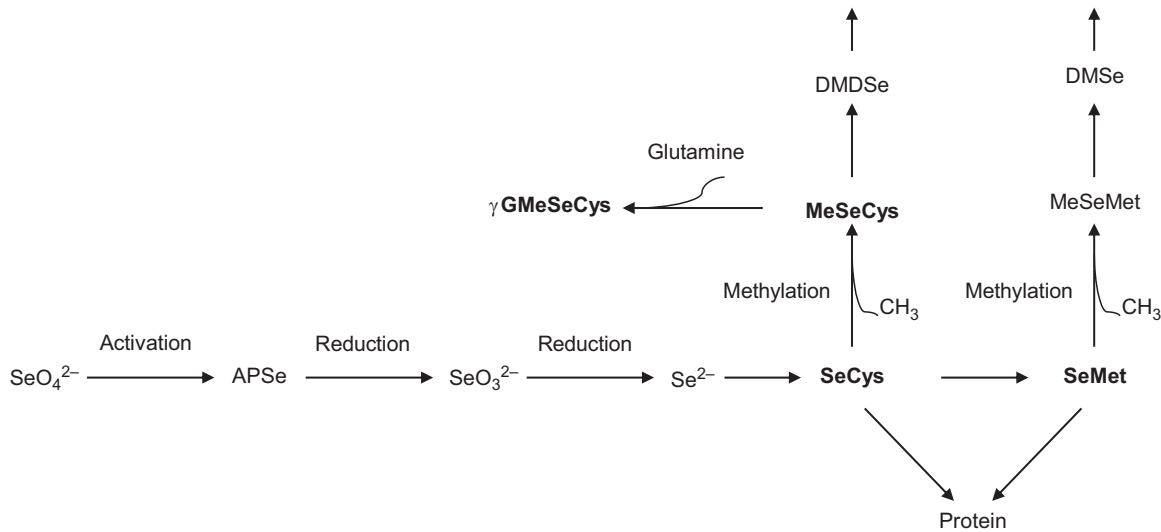 DMDSe
DMSe
Glutamine
γ GMeSeCys
MeSeCys
MeSeMet
Methylation
CH₃
Methylation
CH₃
Activation
Reduction
Reduction
SeO₄²⁻
APSe
SeO₃²⁻
Se²⁻
SeCys
SeMet
Protein